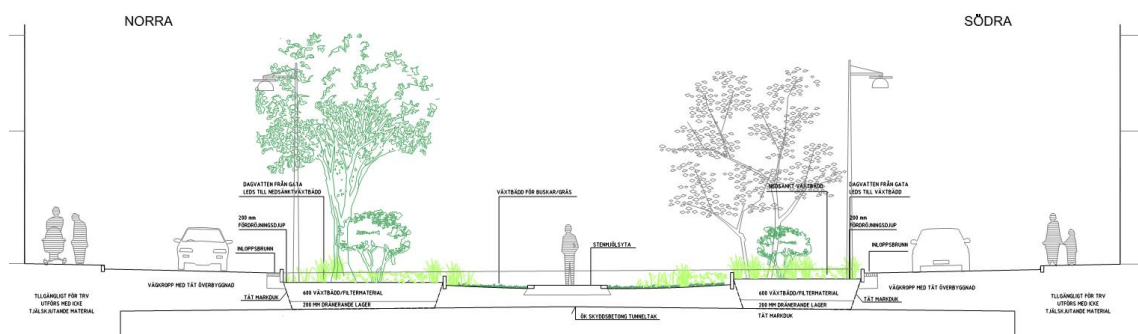 NORRA
SÖDRA
DAGVATTEN FRÅN GATA
LEDS TILL NEDSÄNKTVÄXTBÄDD
200 mm
FÖRDRÖJNINGSDJUP
INLOPPSBRUNN
VÄGKROPP MED TÄT ÖVERBYGGNAD
TÄT MARKDUK
TILLGÄNGLIGT FÖR TRV
UTFÖRS MED ICKE
TJÄLSKJUTANDE MATERIAL
600 VÄXTBÄDD/FILTERMATERIAL
200 MM DRÄNERANDE LAGER
VÄXTBÄDD FÖR BUSKAR/GRÄS
STENMJÖLSYTA
ÖK SKYDDSBETONG TUNNELTAK
NEDSÄNKT VÄXTBÄDD
DAGVATTEN FRÅN GATA
LEDS TILL VÄXTBÄDD
200 mm
FÖRDRÖJNINGSDJUP
INLOPPSBRUNN
VÄGKROPP MED TÄT ÖVERBYGGNAD
TÄT MARKDUK
600 VÄXTBÄDD/FILTERMATERIAL
200 MM DRÄNERANDE LAGER
TÄT MARKDUK
TILLGÄNGLIGT FÖR TRV
UTFÖRS MED ICKE
TJÄLSKJUTANDE MATERIAL